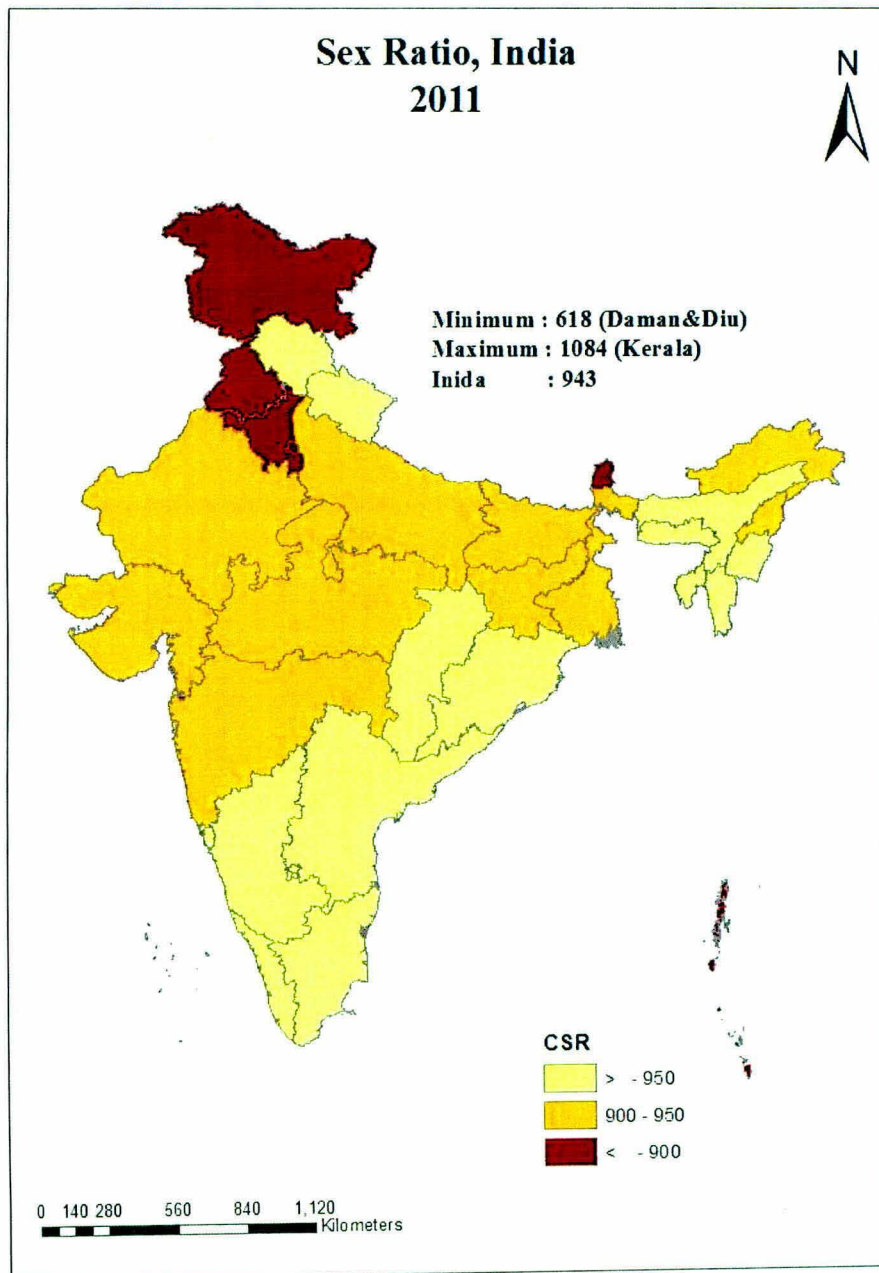 Sex Ratio, India
2011
N
Minimum : 618 (Daman&Diu)
Maximum : 1084 (Kerala)
Inida : 943
CSR
> - 950
900 - 950
< - 900
0 140 280 560 840 1,120
Kilometers